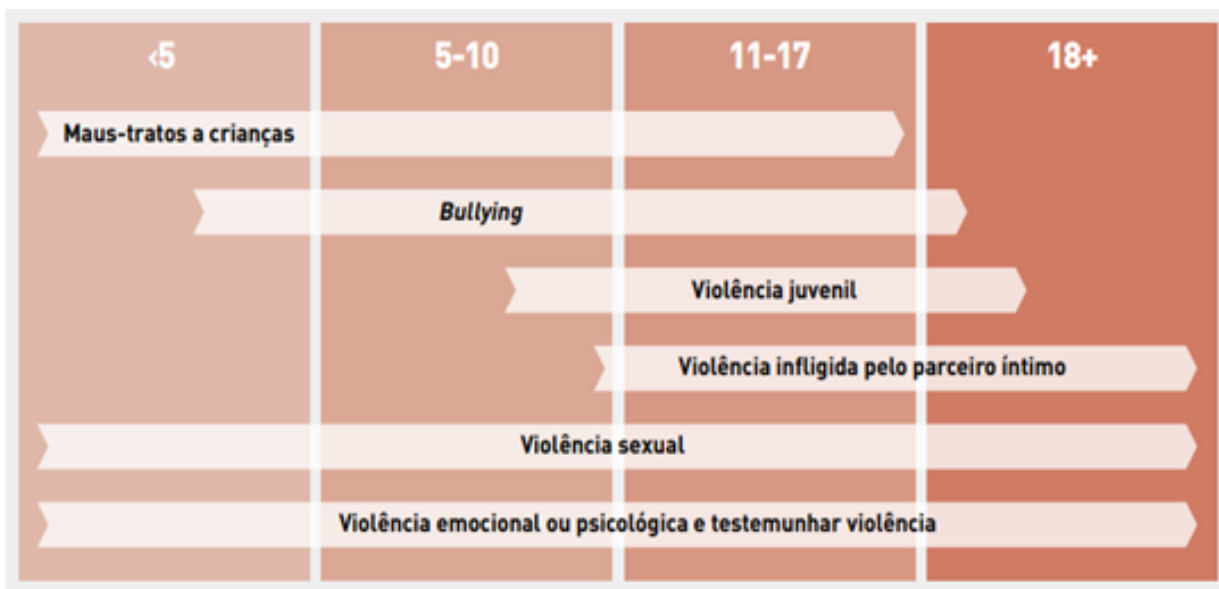 <5 5-10 11-17 18+
Maus-tratos a crianças
Bullying
Violência juvenil
Violência infligida pelo parceiro íntimo
Violência sexual
Violência emocional ou psicológica e testemunhar violência